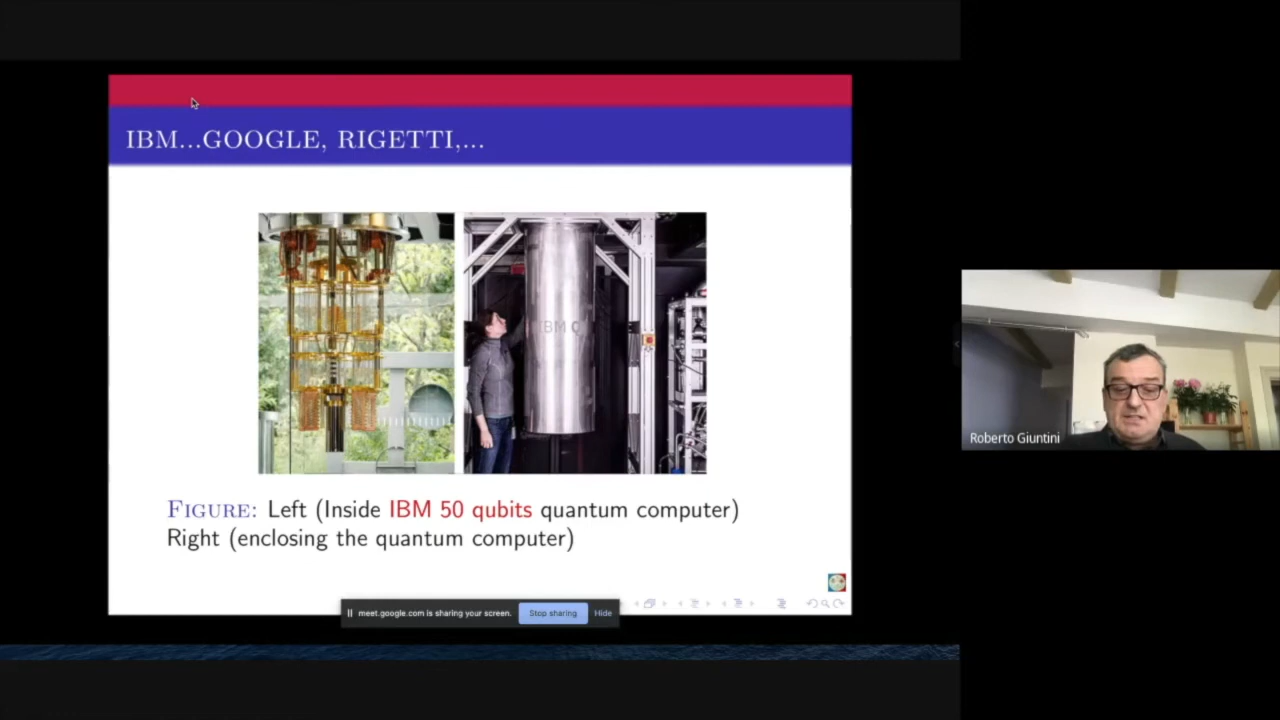 IBM...GOOGLE, RIGETTI,...
IBM Q
FIGURE: Left (Inside IBM 50 qubits quantum computer)
Right (enclosing the quantum computer)
meet.google.com is sharing your screen. Stop sharing Hide
Roberto Giuntini